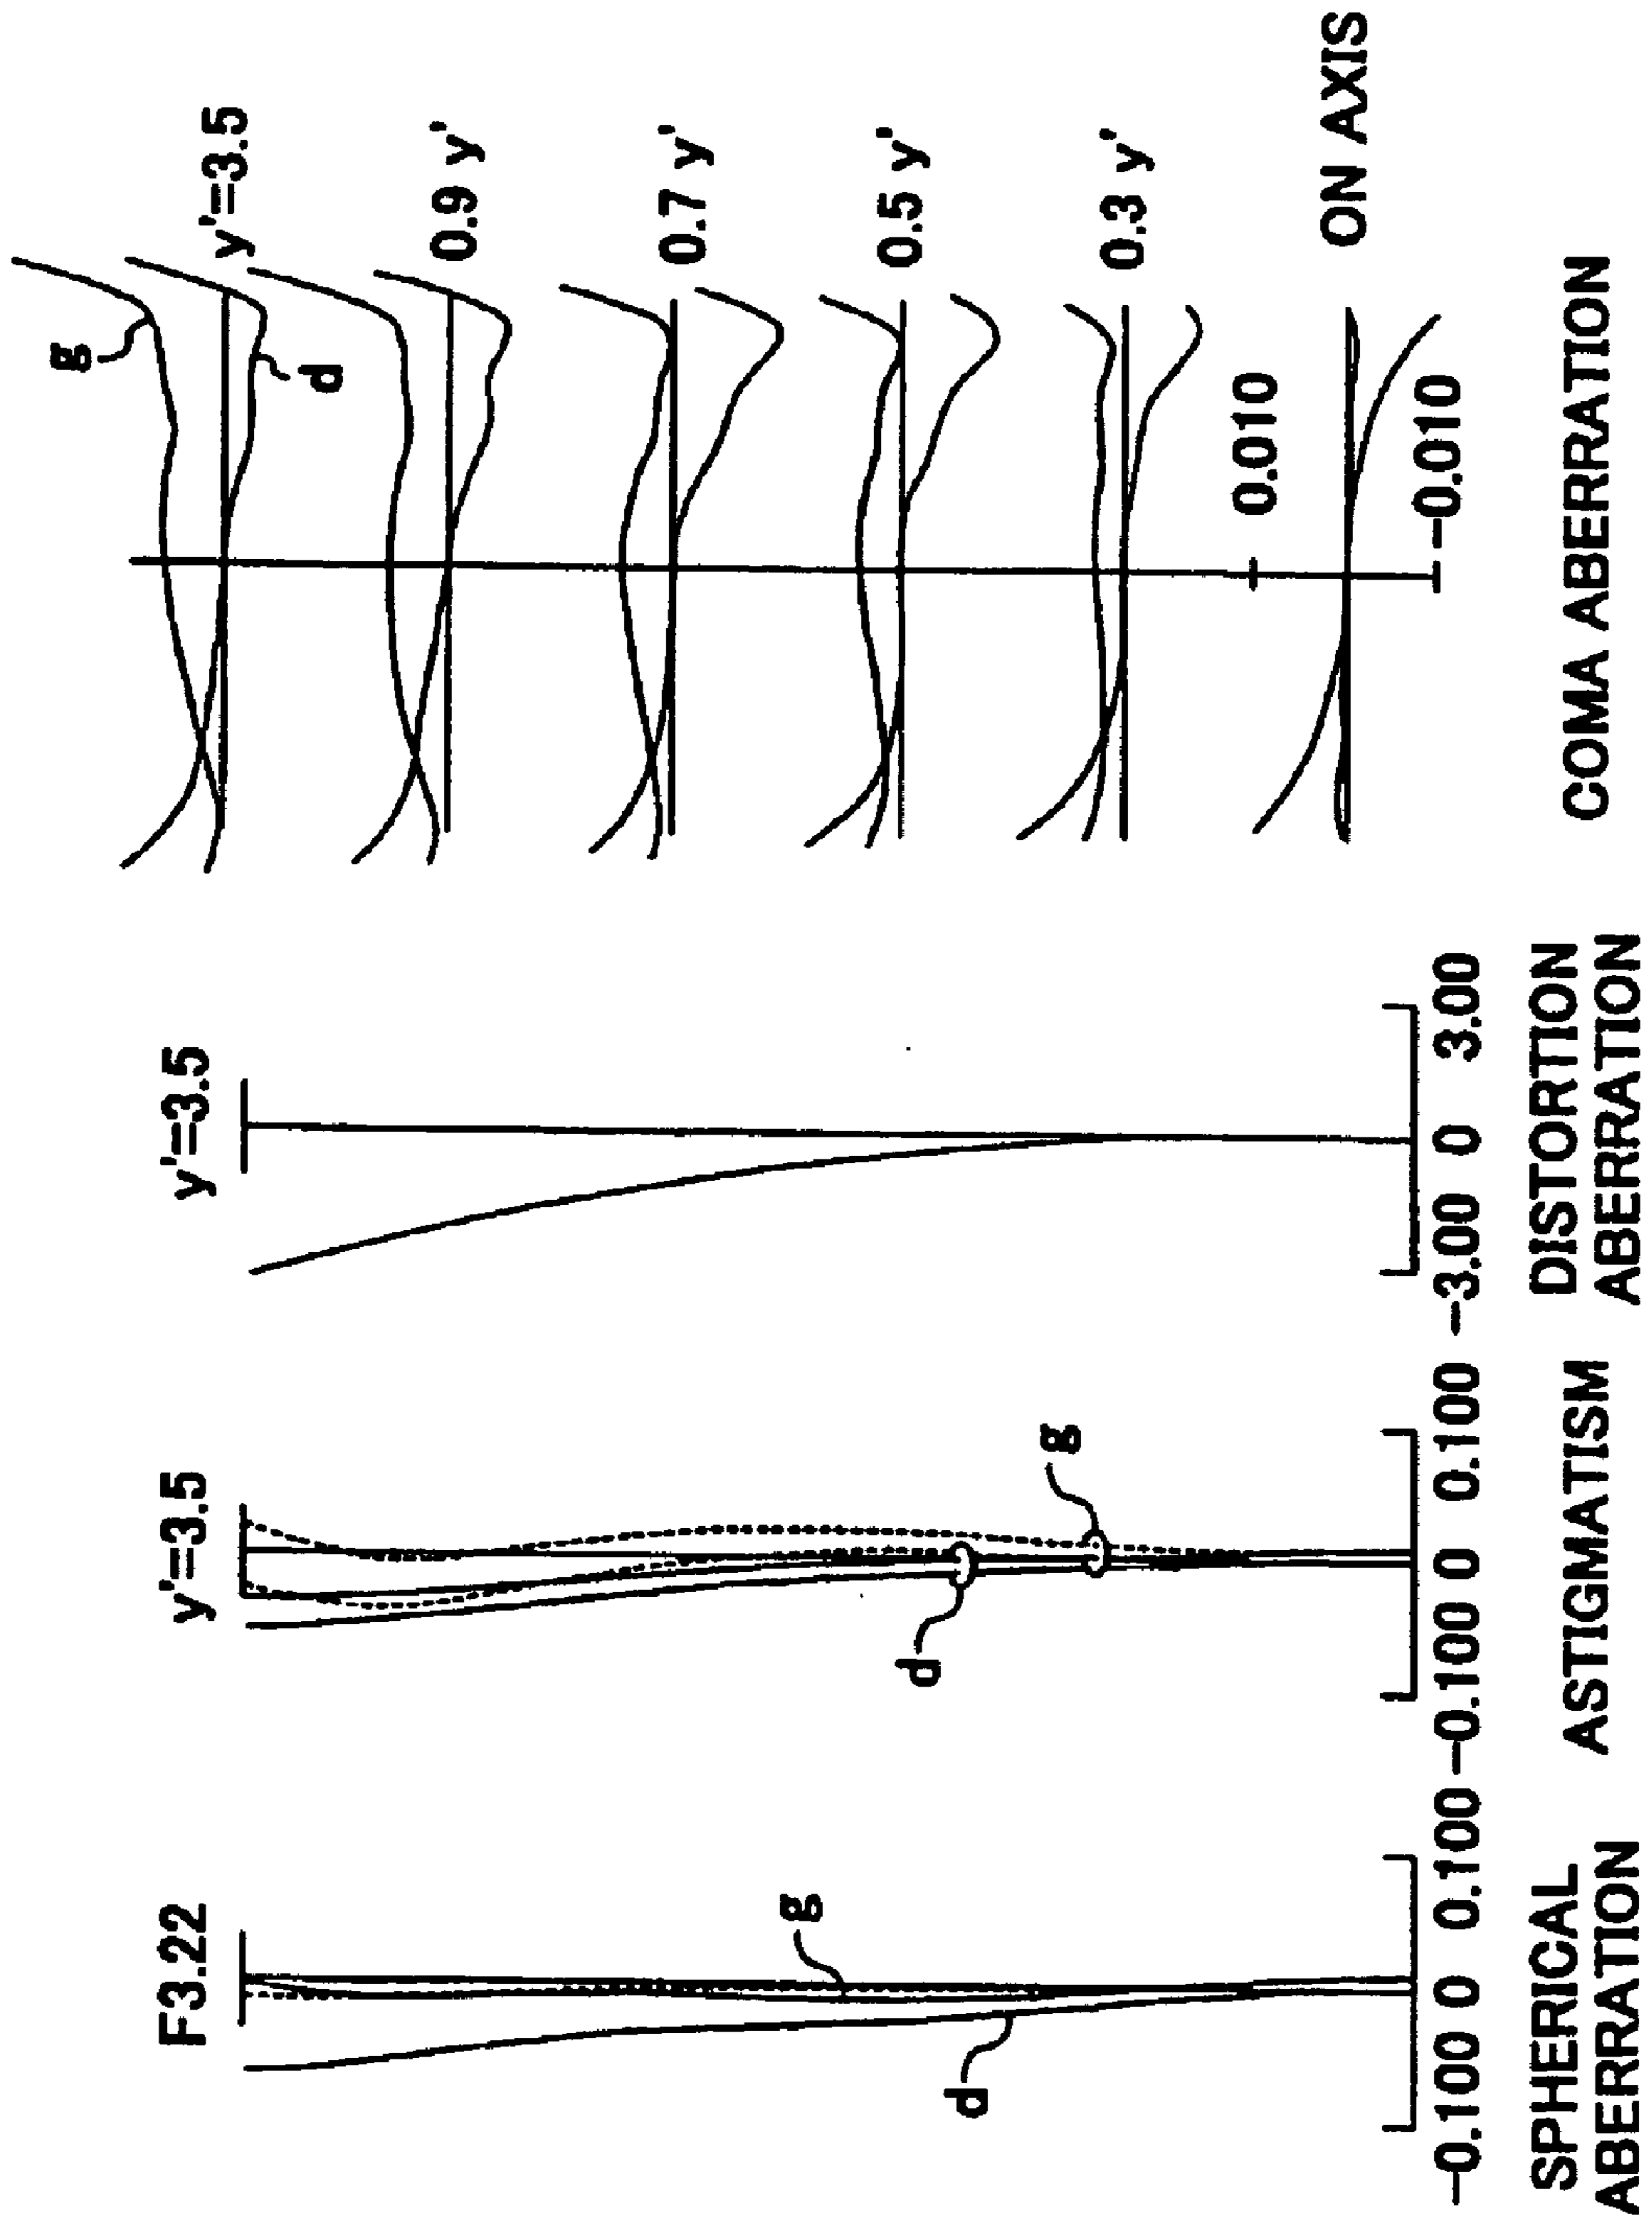 F3.22
g
d
-0.100 0 0.100
SPHERICAL
ABERRATION
y'=3.5
g
d
-0.100 0 0.100
ASTIGMATISM
y'=3.5
-3.00 0 3.00
DISTORTION
ABERRATION
g
d
y'=3.5
0.9 y'
0.7 y'
0.5 y'
0.3 y'
0.010
ON AXIS
-0.010
COMA ABERRATION